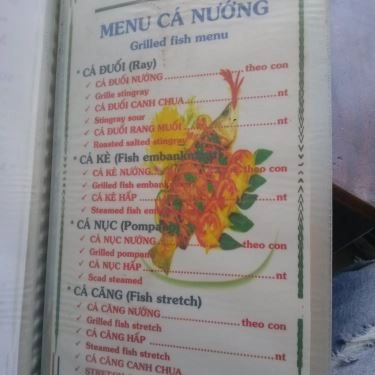 MENU CÁ NƯỚNG
Grilled fish menu
* CÁ ĐUỐI (Ray)
✓ CÁ ĐUỐI NƯỚNG........theo con
✓ Grille stingray
✓ CÁ ĐUỐI CANH CHUA........nt
✓ Stingray sour
✓ CÁ ĐUỐI RANG MUỐI........nt
✓ Roasted salted stingray
* CÁ KÈ (Fish embankment)
✓ CÁ KÈ NƯỚNG........theo con
✓ Grilled fish
✓ CÁ KÈ HẤP........nt
✓ Steamed fish
* CÁ NỤC (Pompano)
✓ CÁ NỤC NƯỚNG........theo con
✓ Grilled pompano
✓ CÁ NỤC HẤP........nt
✓ Scad steamed
* CÁ CĂNG (Fish stretch)
✓ CÁ CĂNG NƯỚNG........theo con
✓ Grilled fish stretch
✓ CÁ CĂNG HẤP........nt
✓ Steamed fish stretch
✓ CÁ CĂNG CANH CHUA